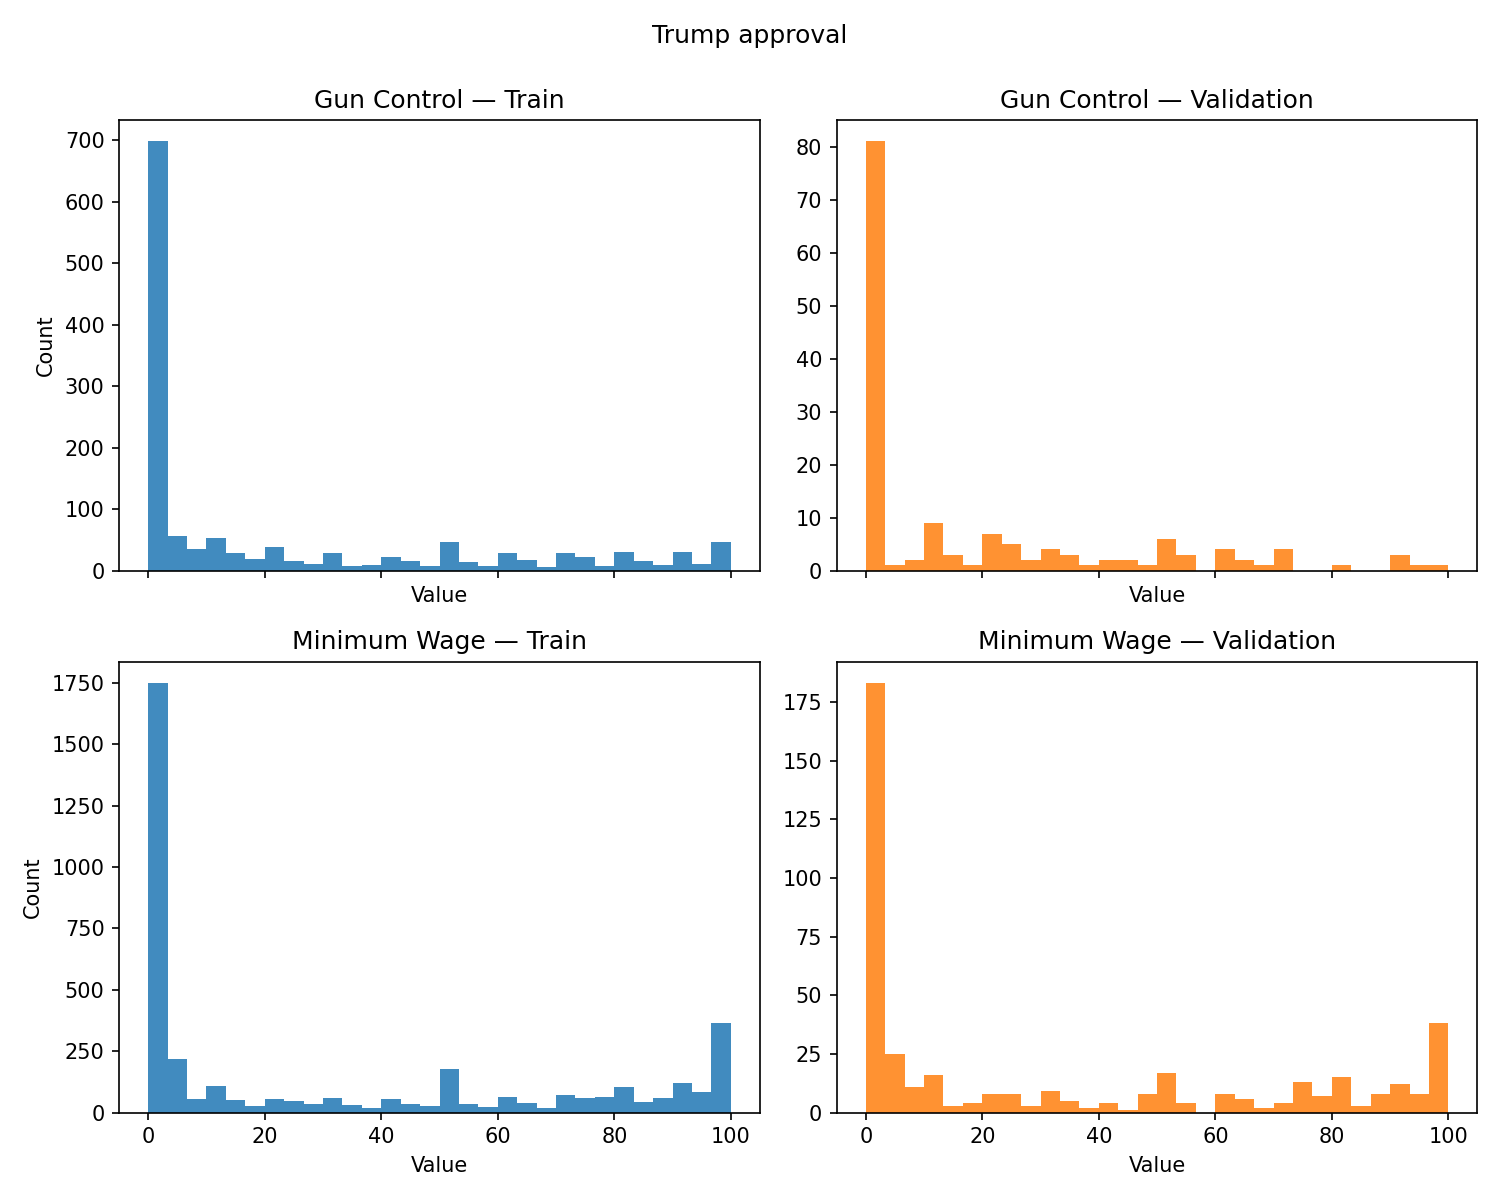 Trump approval
Gun Control — Train
Gun Control — Validation
700
600
500
400
300
200
100
0
Count
Value
80
70
60
50
40
30
20
10
0
Value
Minimum Wage — Train
Minimum Wage — Validation
1750
1500
1250
1000
750
500
250
0
Count
0 20 40 60 80 100
Value
175
150
125
100
75
50
25
0
0 20 40 60 80 100
Value